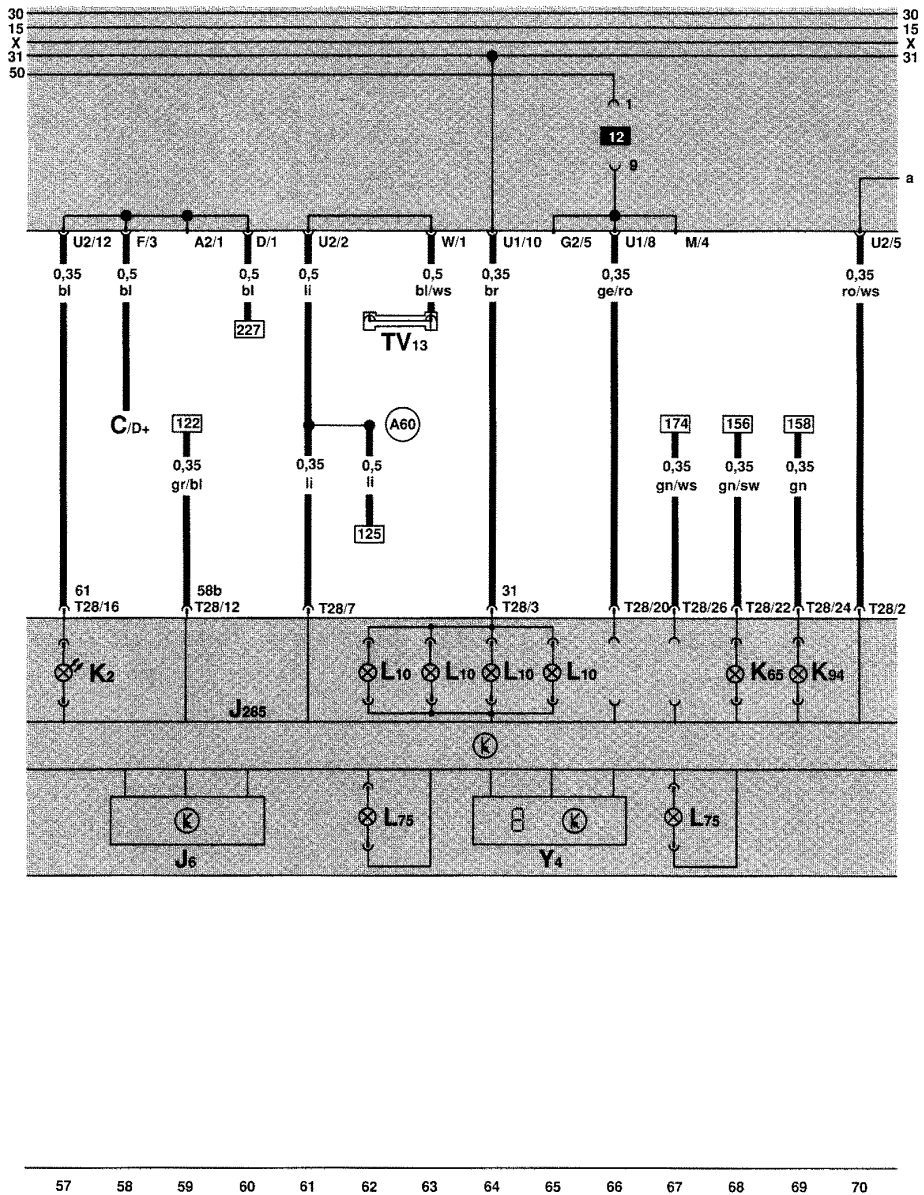 30 30
15 15
X X
31 31
50
1
12
9
a
U2/12 F/3 A2/1 D/1 U2/2 W/1 U1/10 G2/5 U1/8 M/4 U2/5
0,35 0,5 0,5 0,5 0,5 0,35 0,35 0,35
bl bl bl li bl/ws br ge/ro ro/ws
227
TV13
C/D+ 122 A60 174 156 158
0,35 0,35 0,5 0,35 0,35 0,35
gr/bl li li gn/ws gn/sw gn
125
61 58b 31
T28/16 T28/12 T28/7 T28/3 T28/20 T28/26 T28/22 T28/24 T28/2
K2 L10 L10 L10 L10 K65 K94
J285
k
k L75 k L75
J6 Y4
57 58 59 60 61 62 63 64 65 66 67 68 69 70